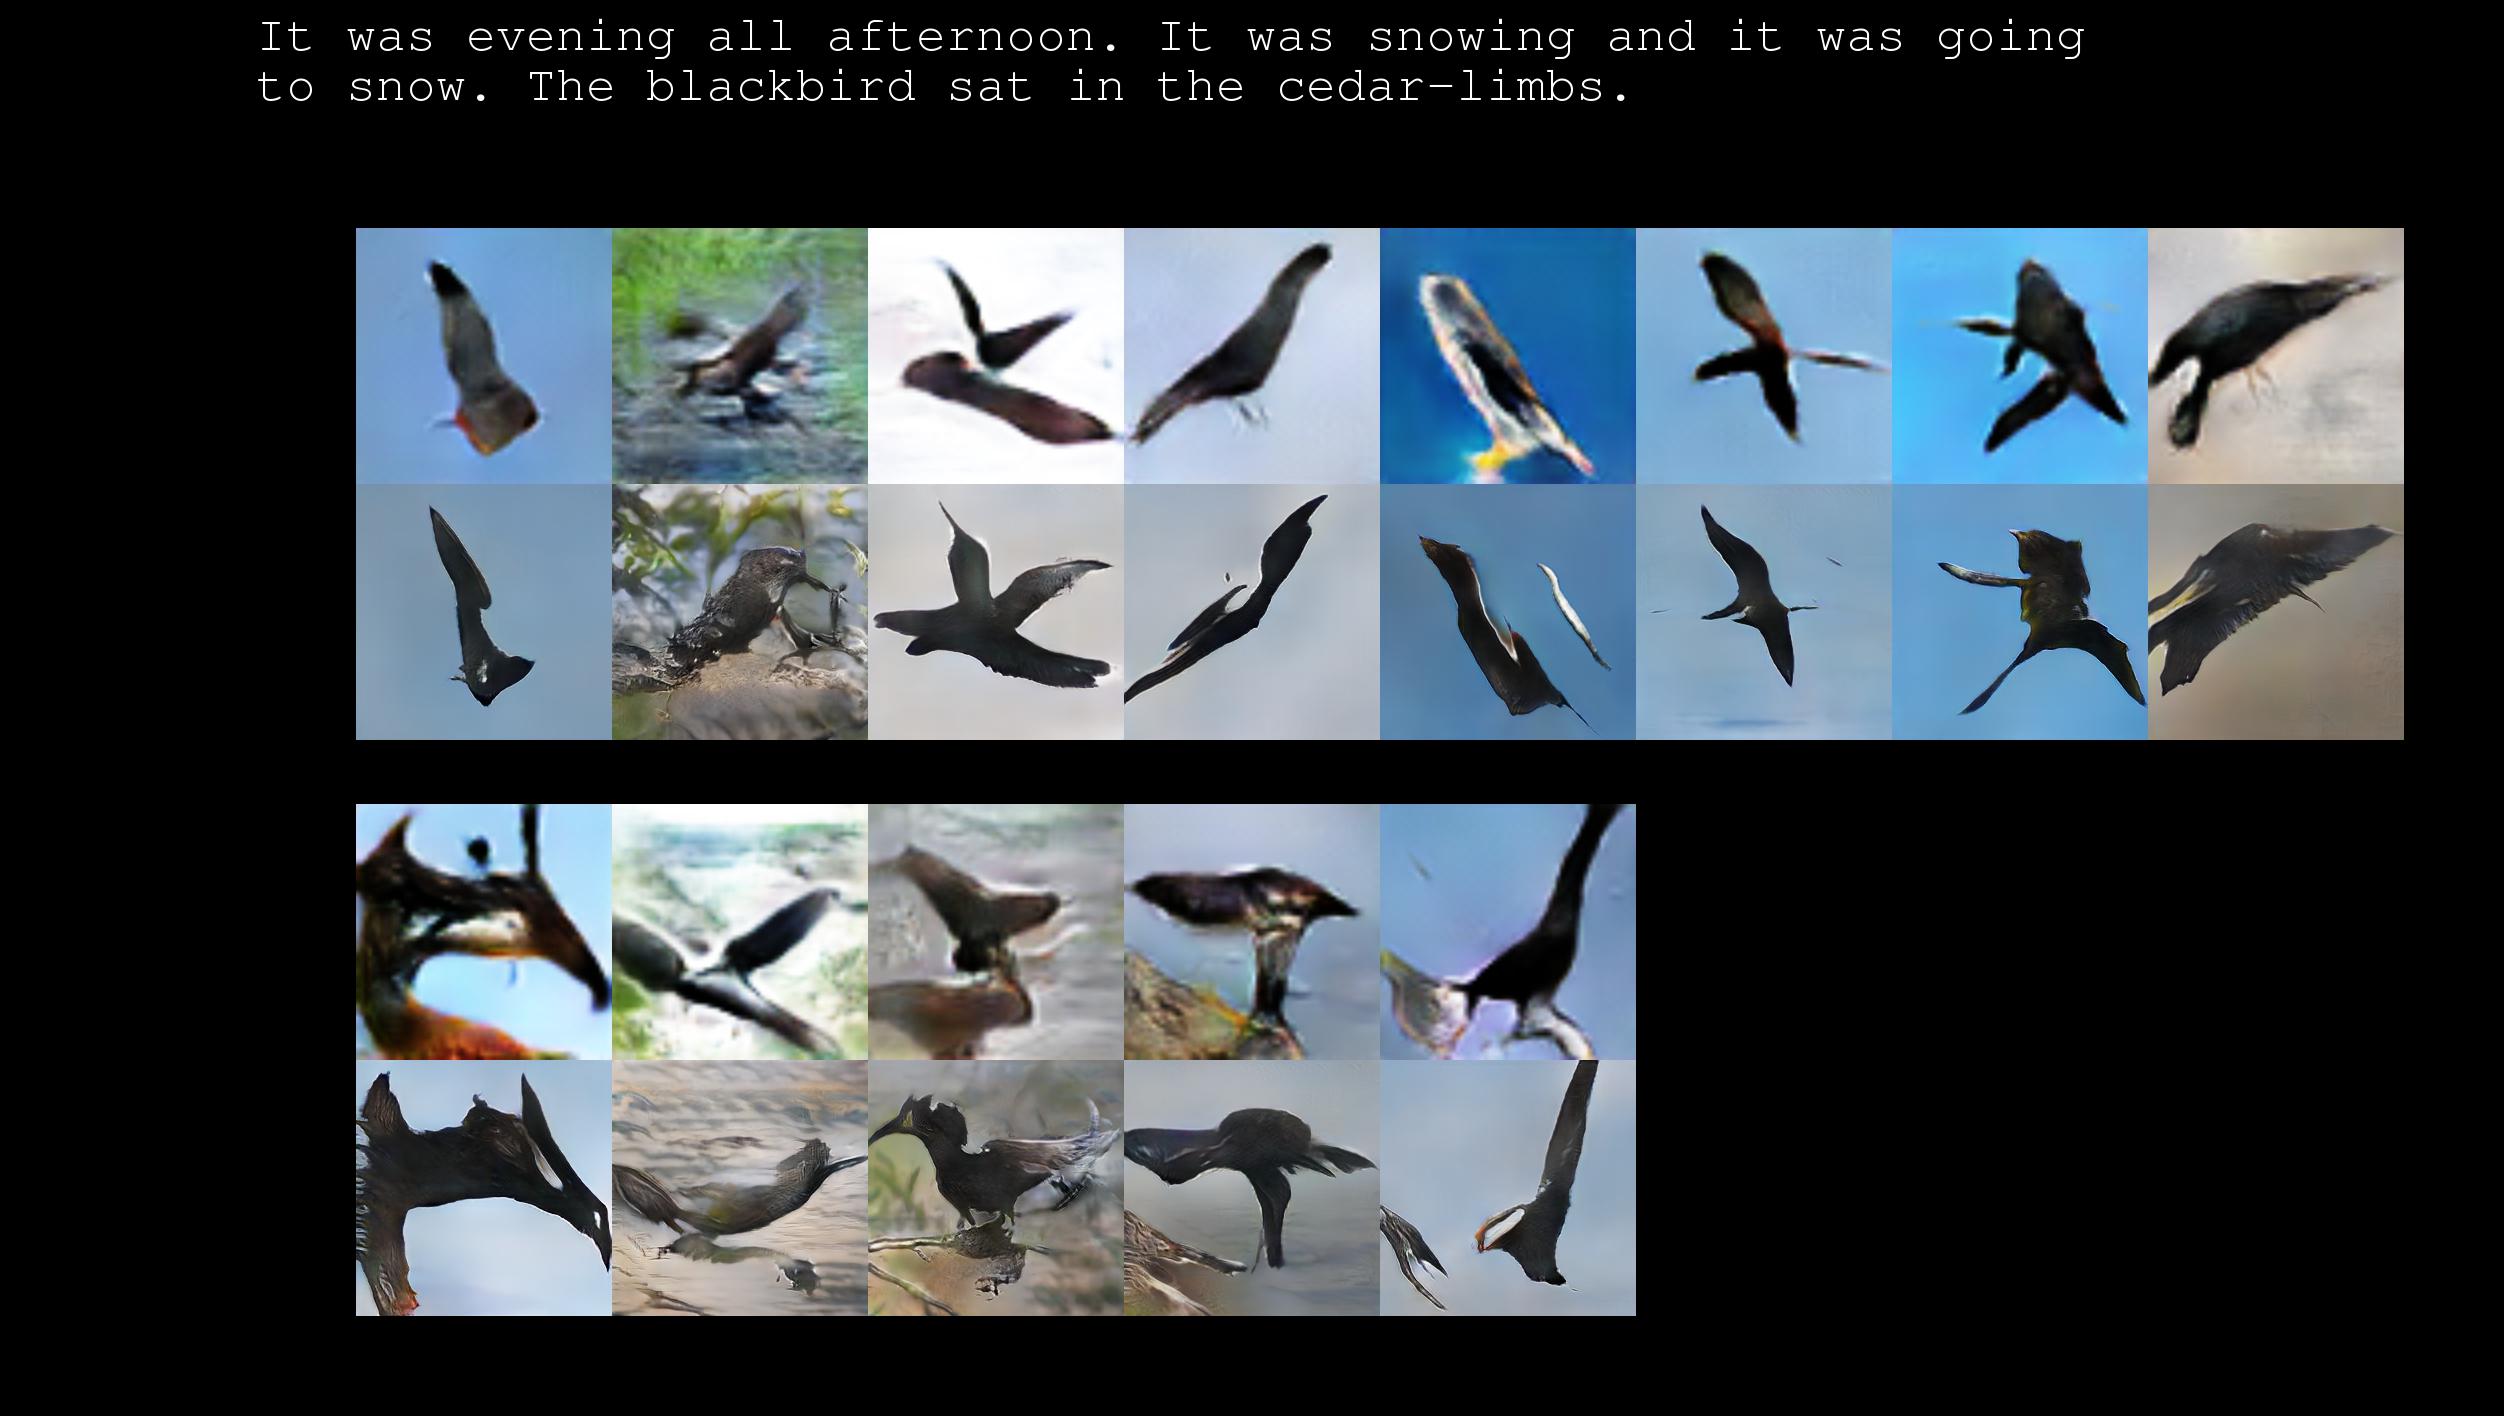 It was evening all afternoon. It was snowing and it was going
to snow. The blackbird sat in the cedar-limbs.